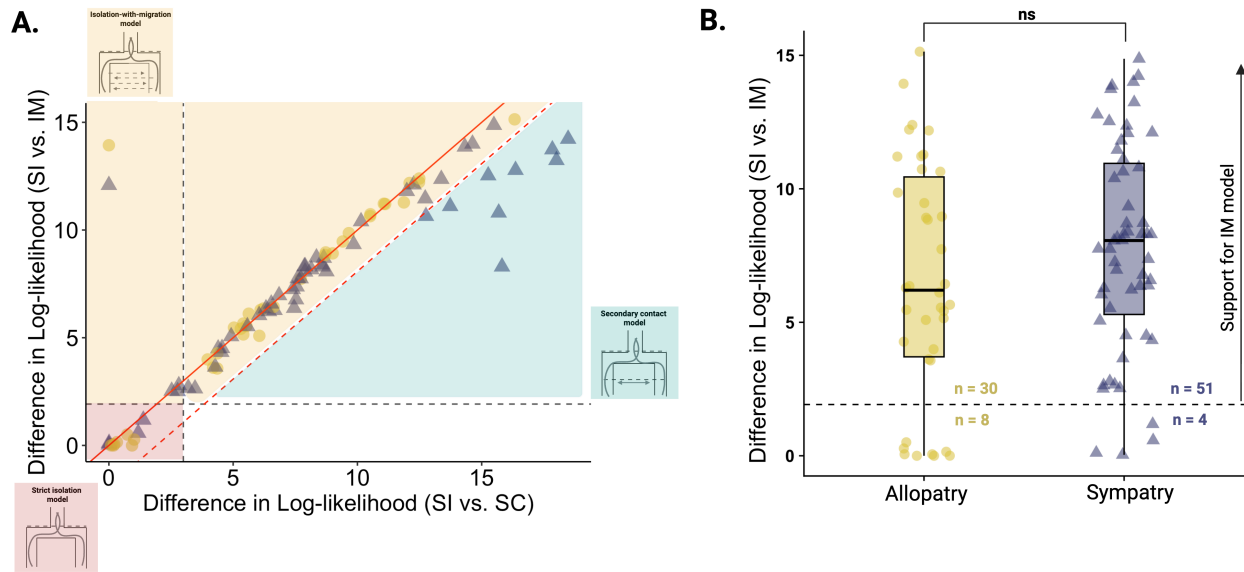 A.
Isolation-with-migration
model
Difference in Log-likelihood (SI vs. IM)
15
10
5
0
0
5
10
15
Difference in Log-likelihood (SI vs. SC)
Strict isolation
model
Secondary contact
model
B.
ns
Difference in Log-likelihood (SI vs. IM)
15
10
5
0
n = 30
n = 8
n = 51
n = 4
Support for IM model
Allopatry
Sympatry